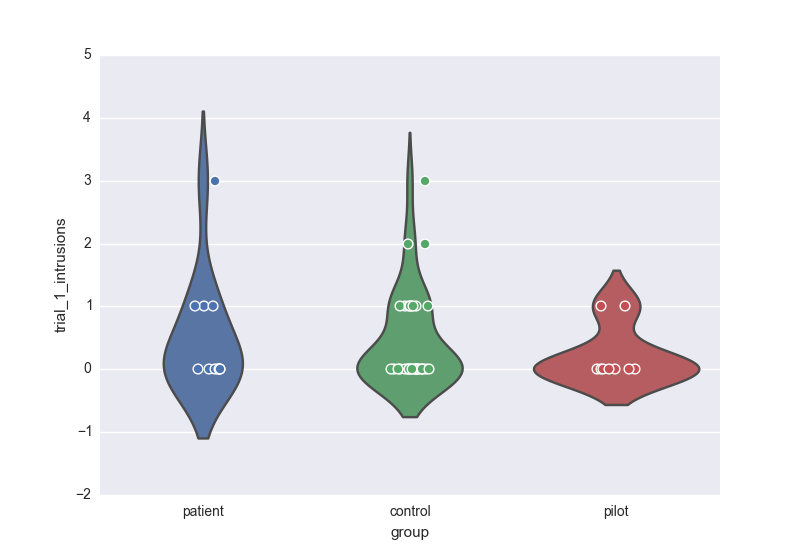 5
4
3
2
1
0
−1
−2
trial_1_intrusions
patient control pilot
group